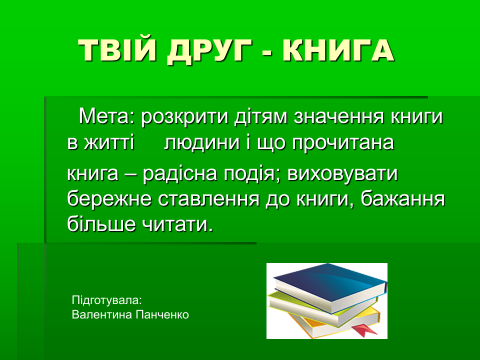 ТВІЙ ДРУГ - КНИГА
Мета: розкрити дітям значення книги
в житті людини і що прочитана
книга – радісна подія; виховувати
бережне ставлення до книги, бажання
більше читати.
Підготувала:
Валентина Панченко